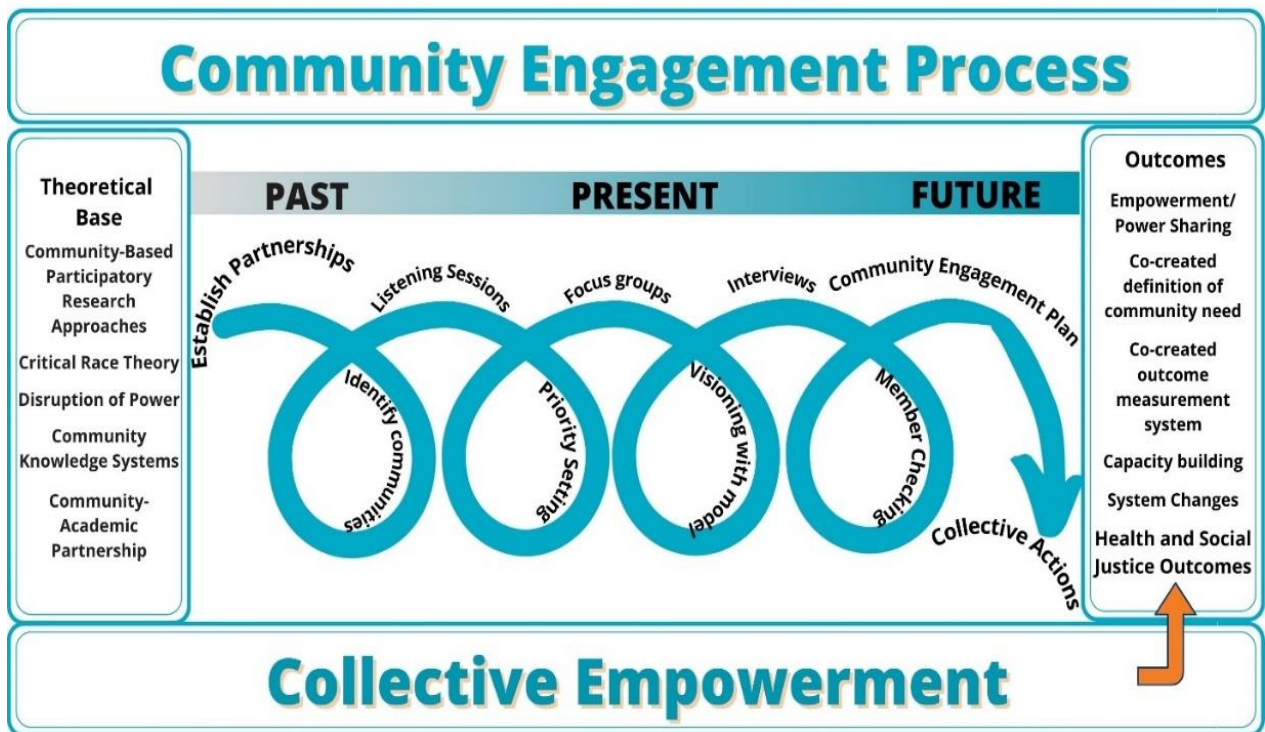 Community Engagement Process
Theoretical
Base
Community-Based
Participatory
Research
Approaches
Critical Race Theory
Disruption of Power
Community
Knowledge Systems
Community-
Academic
Partnership
PAST
PRESENT
FUTURE
Establish Partnerships
Identify communities
Listening Sessions
Priority Setting
Focus groups
Visioning with model
Interviews
Member Checking
Community Engagement Plan
Collective Actions
Outcomes
Empowerment/
Power Sharing
Co-created
definition of
community need
Co-created
outcome
measurement
system
Capacity building
System Changes
Health and Social
Justice Outcomes
Collective Empowerment